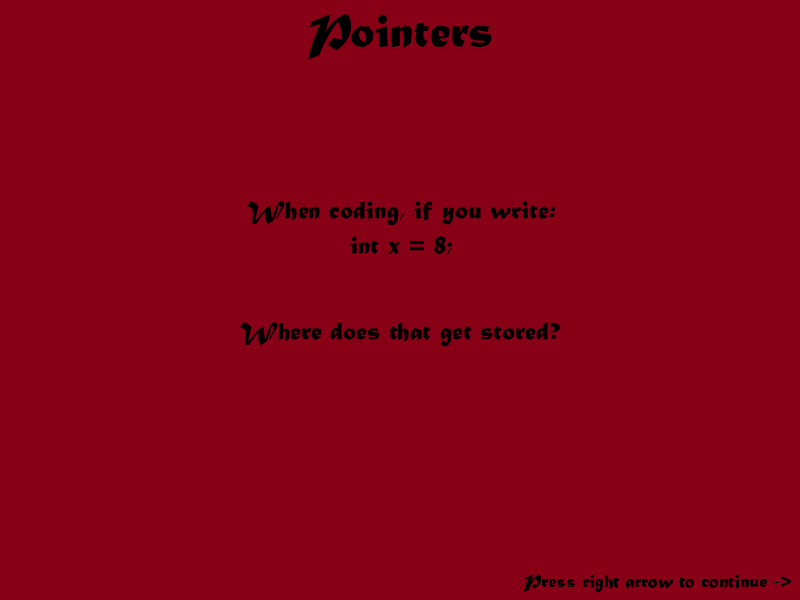 Pointers
When coding, if you write:
int x = 8;
Where does that get stored?
Press right arrow to continue ->